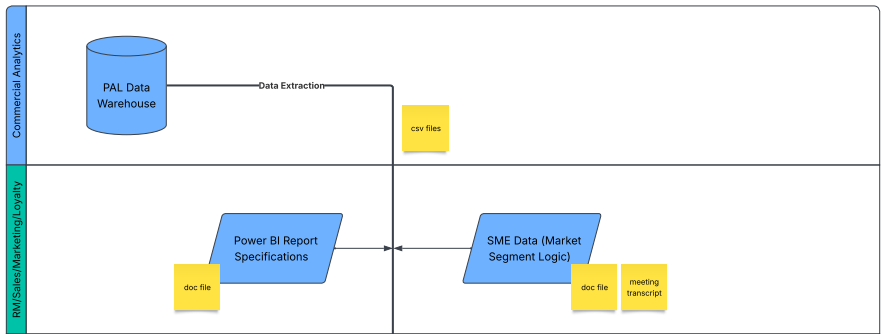 Commercial Analytics
PAL Data
Warehouse
Data Extraction
csv files
RM/Sales/Marketing/Loyalty
Power BI Report
Specifications
doc file
SME Data (Market
Segment Logic)
doc file
meeting
transcript